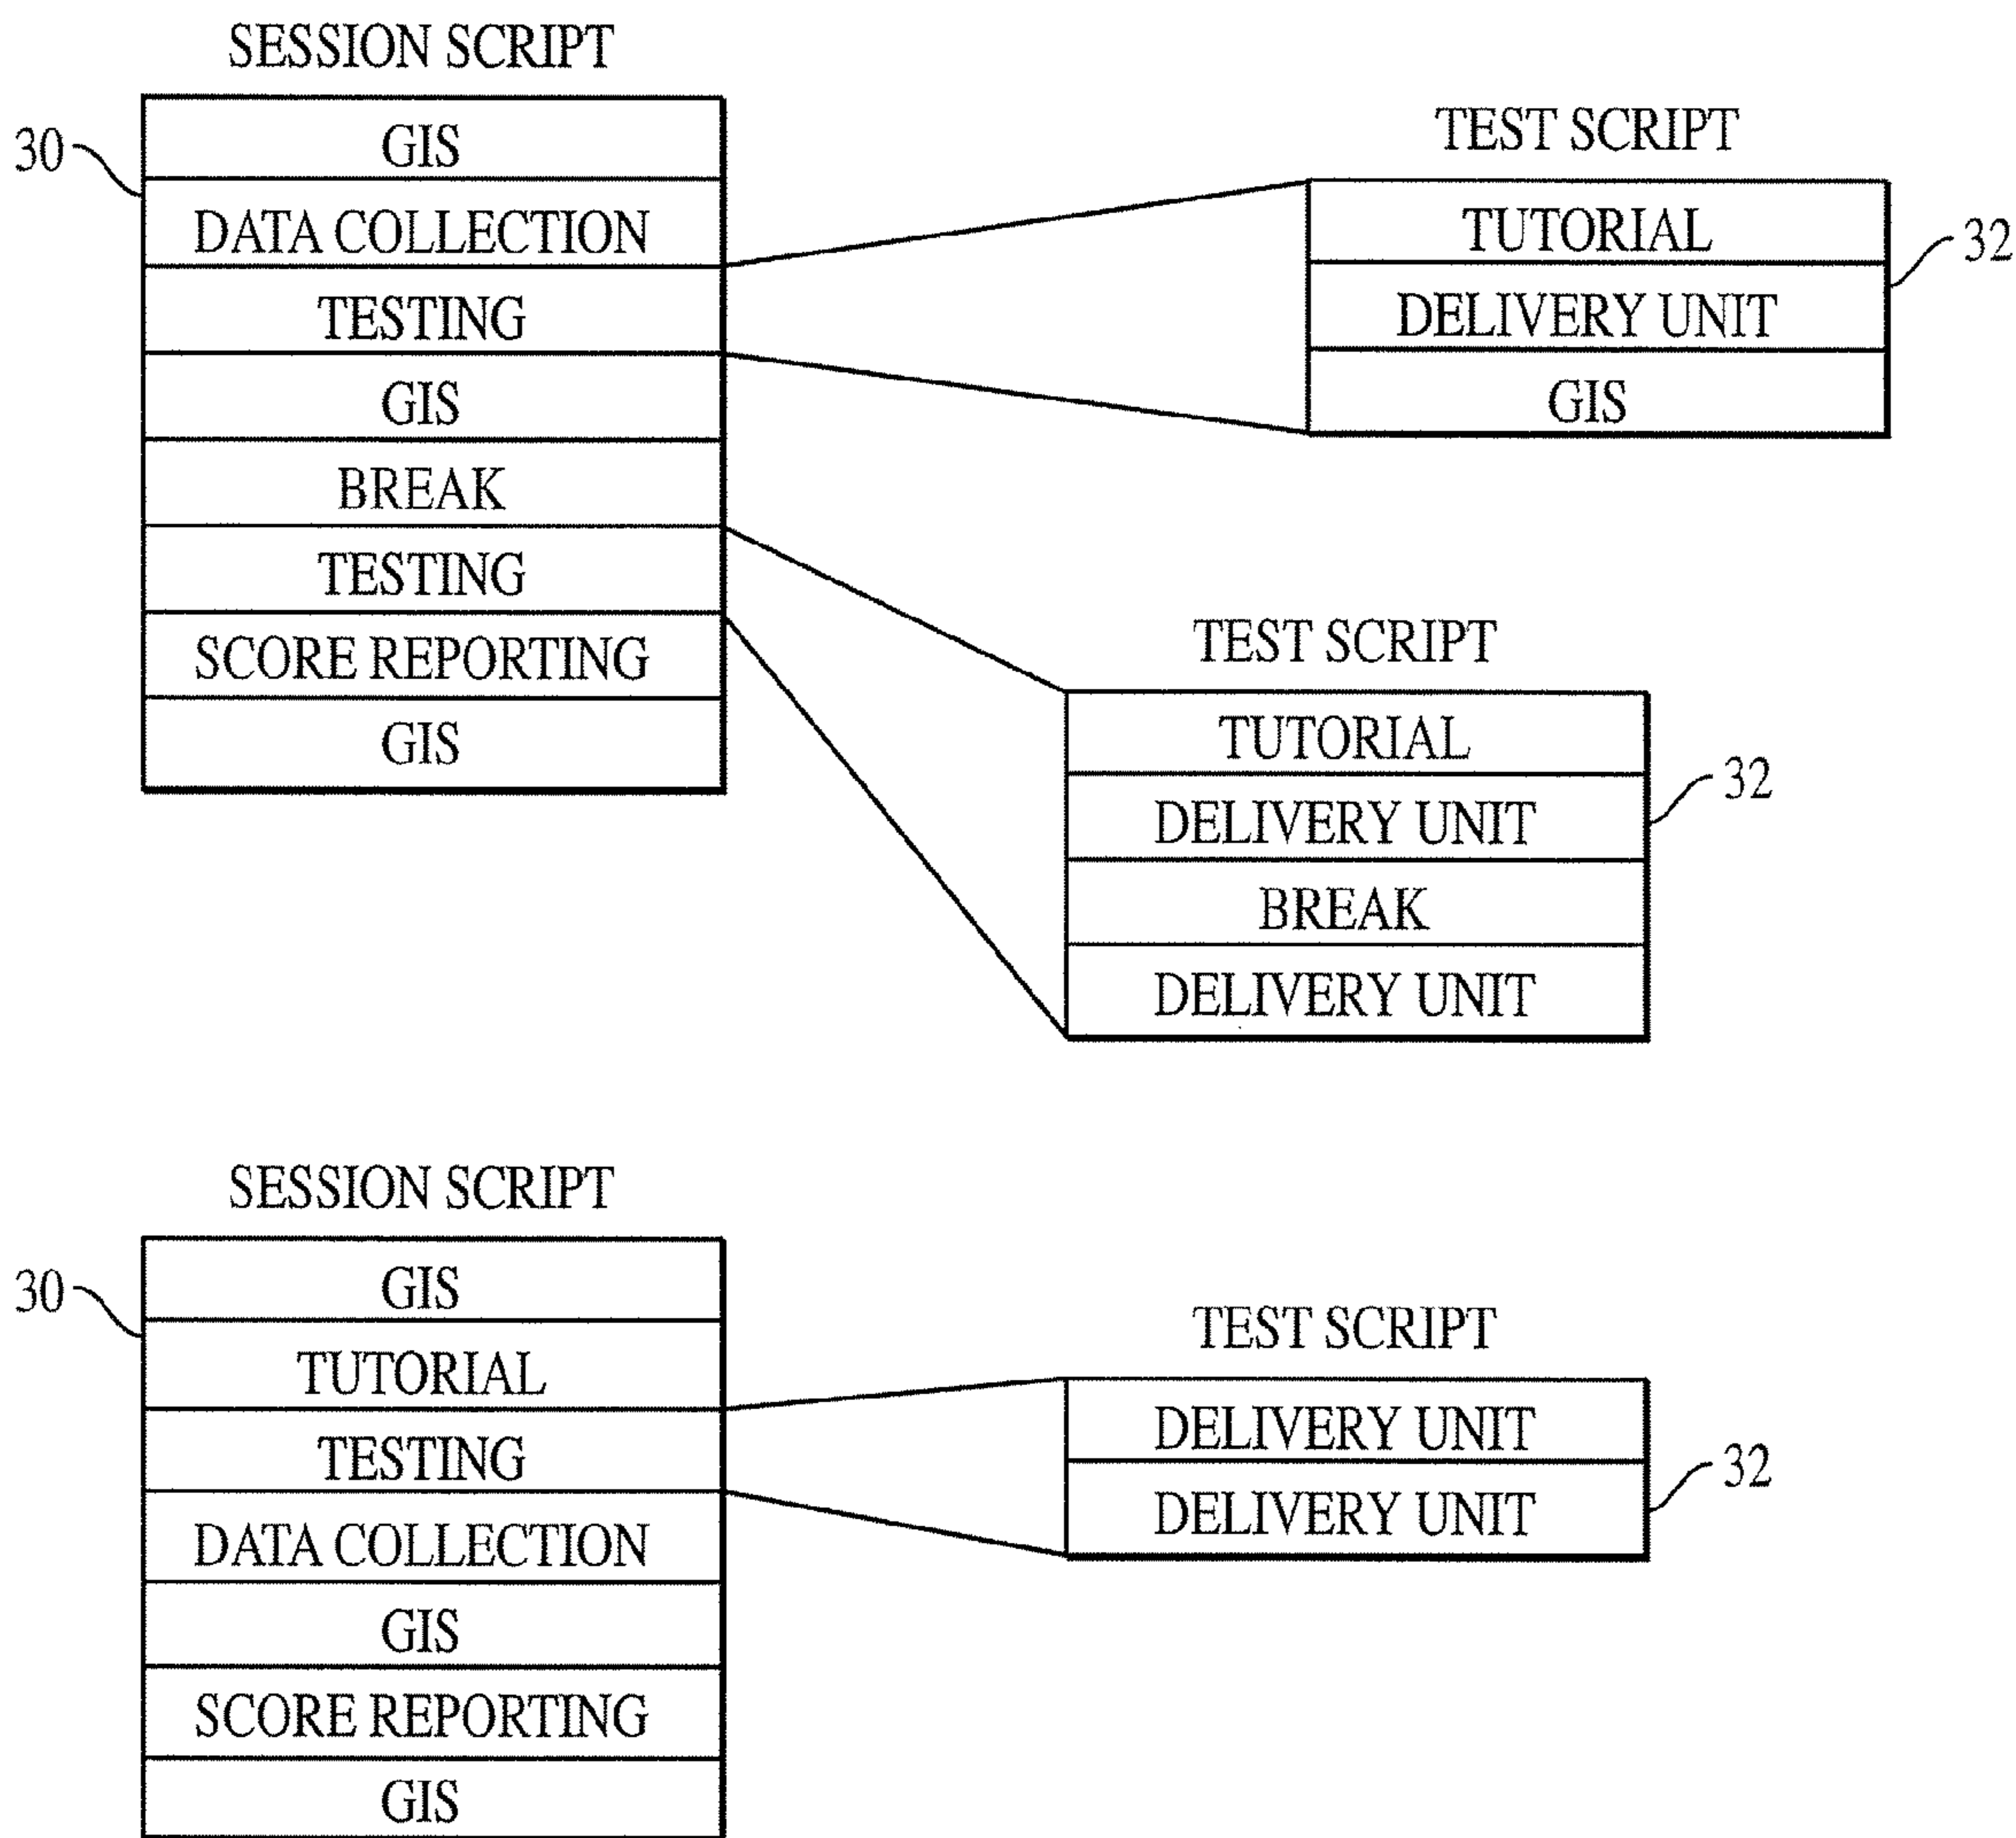 SESSION SCRIPT
30
GIS
DATA COLLECTION
TESTING
GIS
BREAK
TESTING
SCORE REPORTING
GIS
TEST SCRIPT
TUTORIAL
32
DELIVERY UNIT
GIS
TEST SCRIPT
TUTORIAL
32
DELIVERY UNIT
BREAK
DELIVERY UNIT
SESSION SCRIPT
30
GIS
TUTORIAL
TESTING
DATA COLLECTION
GIS
SCORE REPORTING
GIS
TEST SCRIPT
DELIVERY UNIT
32
DELIVERY UNIT